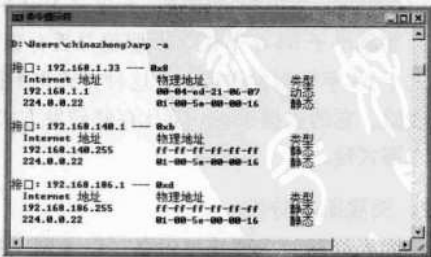 命令提示符
D:\Users\chinazhong>arp -a
接口: 192.168.1.33 --- 0x8
Internet 地址 物理地址 类型
192.168.1.1 00-04-ed-21-06-07 动态
224.0.0.22 01-00-5e-00-00-16 静态
接口: 192.168.140.1 --- 0xb
Internet 地址 物理地址 类型
192.168.140.255 ff-ff-ff-ff-ff-ff 静态
224.0.0.22 01-00-5e-00-00-16 静态
接口: 192.168.186.1 --- 0xd
Internet 地址 物理地址 类型
192.168.186.255 ff-ff-ff-ff-ff-ff 静态
224.0.0.22 01-00-5e-00-00-16 静态